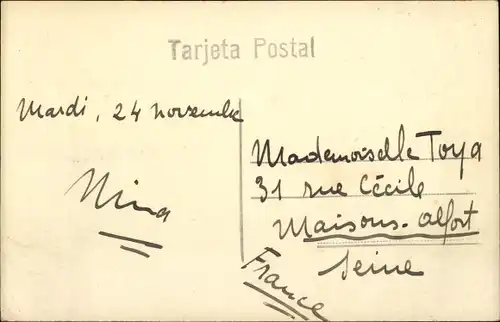 Tarjeta Postal
Mardi, 24 novembre
Nina
Mademoiselle Toya
31 rue Cécile
Maisons-alfort
Seine
France